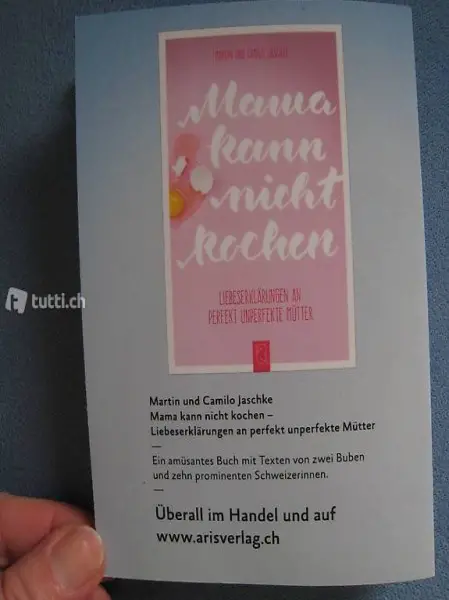 MARTIN UND CAMILO JASCHKE
Mama
kann
nicht
kochen
LIEBESERKLÄRUNGEN AN
PERFEKT UNPERFEKTE MÜTTER
tutti.ch
Martin und Camilo Jaschke
Mama kann nicht kochen –
Liebeserklärungen an perfekt unperfekte Mütter
—
Ein amüsantes Buch mit Texten von zwei Buben
und zehn prominenten Schweizerinnen.
—
Überall im Handel und auf
www.arisverlag.ch